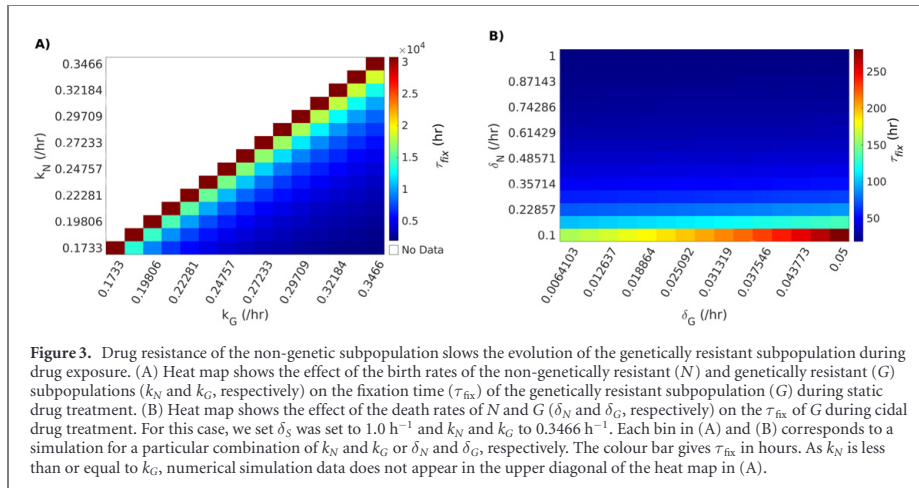 A)
×10⁴
k_N (/hr)
0.3466
0.32184
0.29709
0.27233
0.24757
0.22281
0.19806
0.1733
0.1733
0.19806
0.22281
0.24757
0.27233
0.29709
0.32184
0.3466
k_G (/hr)
3
2.5
2
1.5
1
0.5
No Data
τ_fix (hr)
B)
δ_N (/hr)
1
0.87143
0.74286
0.61429
0.48571
0.35714
0.22857
0.1
0.0064103
0.012637
0.018864
0.025092
0.031319
0.037546
0.043773
0.05
δ_G (/hr)
250
200
150
100
50
τ_fix (hr)
Figure 3. Drug resistance of the non-genetic subpopulation slows the evolution of the genetically resistant subpopulation during
drug exposure. (A) Heat map shows the effect of the birth rates of the non-genetically resistant (N) and genetically resistant (G)
subpopulations (k_N and k_G, respectively) on the fixation time (τ_fix) of the genetically resistant subpopulation (G) during static
drug treatment. (B) Heat map shows the effect of the death rates of N and G (δ_N and δ_G, respectively) on the τ_fix of G during cidal
drug treatment. For this case, we set δ_S was set to 1.0 h⁻¹ and k_N and k_G to 0.3466 h⁻¹. Each bin in (A) and (B) corresponds to a
simulation for a particular combination of k_N and k_G or δ_N and δ_G, respectively. The colour bar gives τ_fix in hours. As k_N is less
than or equal to k_G, numerical simulation data does not appear in the upper diagonal of the heat map in (A).